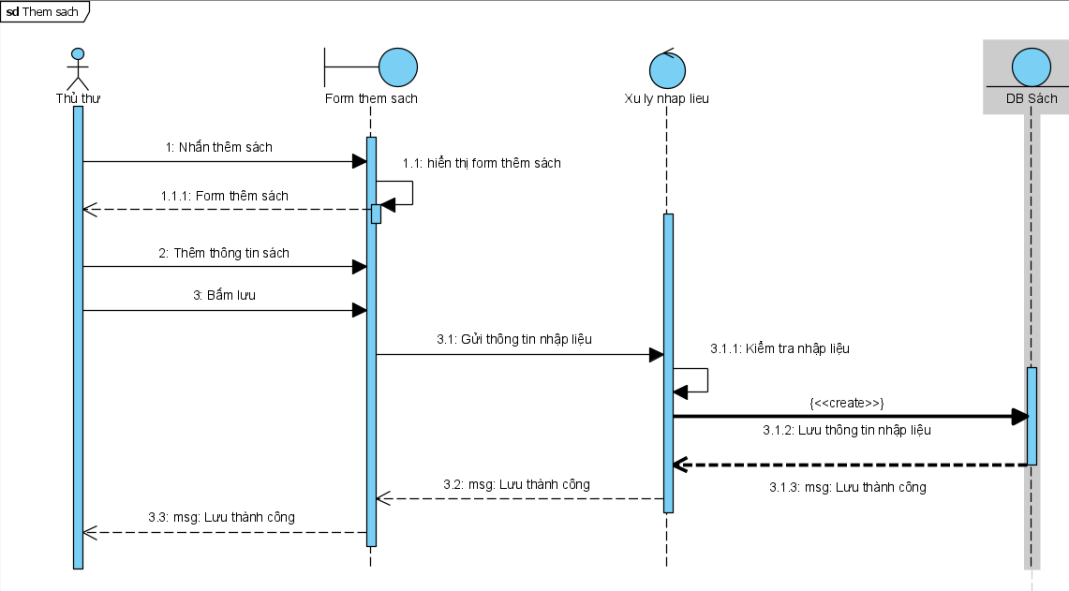 sd Them sach
Thủ thư
Form them sach
Xu ly nhap lieu
DB Sách
1: Nhấn thêm sách
1.1: hiển thị form thêm sách
1.1.1: Form thêm sách
2: Thêm thông tin sách
3: Bấm lưu
3.1: Gửi thông tin nhập liệu
3.1.1: Kiểm tra nhập liệu
{<<create>>}
3.1.2: Lưu thông tin nhập liệu
3.1.3: msg: Lưu thành công
3.2: msg: Lưu thành công
3.3: msg: Lưu thành công